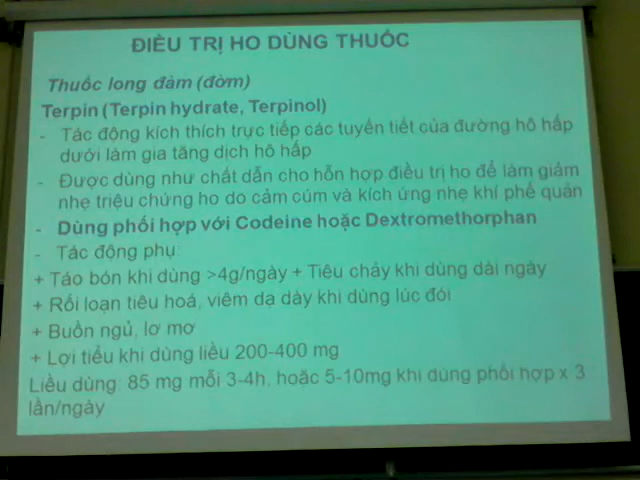 ĐIỀU TRỊ HO DÙNG THUỐC
Thuốc long đàm (đờm)
Terpin (Terpin hydrate, Terpinol)
- Tác động kích thích trực tiếp các tuyến tiết của đường hô hấp
dưới làm gia tăng dịch hô hấp
- Được dùng như chất dẫn cho hỗn hợp điều trị ho để làm giảm
nhẹ triệu chứng ho do cảm cúm và kích ứng nhẹ khí phế quản
- Dùng phối hợp với Codeine hoặc Dextromethorphan
- Tác động phụ:
+ Táo bón khi dùng >4g/ngày + Tiêu chảy khi dùng dài ngày
+ Rối loạn tiêu hoá, viêm dạ dày khi dùng lúc đói
+ Buồn ngủ, lơ mơ
+ Lợi tiểu khi dùng liều 200-400 mg
Liều dùng: 85 mg mỗi 3-4h, hoặc 5-10mg khi dùng phối hợp x 3
lần/ngày